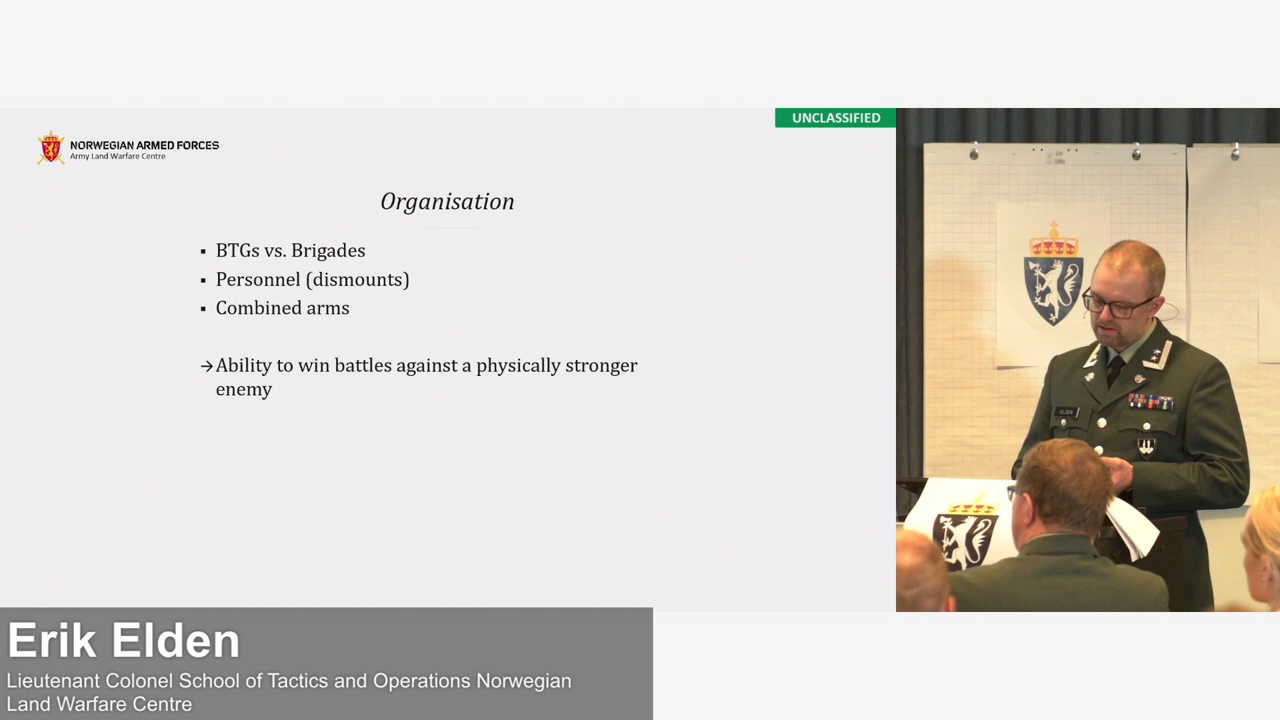 UNCLASSIFIED
NORWEGIAN ARMED FORCES
Army Land Warfare Centre
Organisation
▪ BTGs vs. Brigades
▪ Personnel (dismounts)
▪ Combined arms
→Ability to win battles against a physically stronger
enemy
ELDEN
Erik Elden
Lieutenant Colonel School of Tactics and Operations Norwegian
Land Warfare Centre